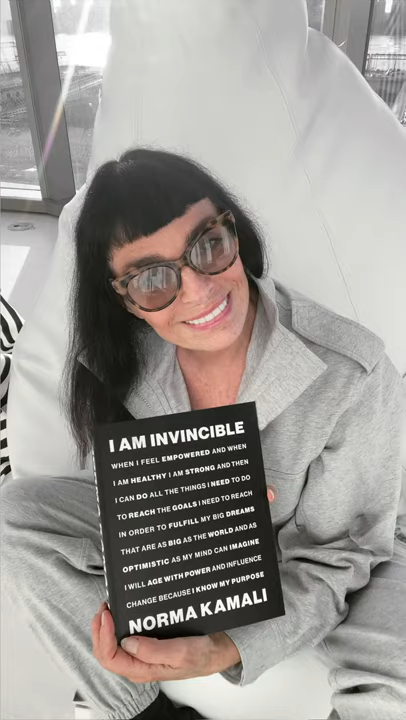 I AM INVINCIBLE
WHEN I FEEL EMPOWERED AND WHEN
I AM HEALTHY I AM STRONG AND THEN
I CAN DO ALL THE THINGS I NEED TO DO
TO REACH THE GOALS I NEED TO REACH
IN ORDER TO FULFILL MY BIG DREAMS
THAT ARE AS BIG AS THE WORLD AND AS
OPTIMISTIC AS MY MIND CAN IMAGINE
I WILL AGE WITH POWER AND INFLUENCE
CHANGE BECAUSE I KNOW MY PURPOSE
NORMA KAMALI